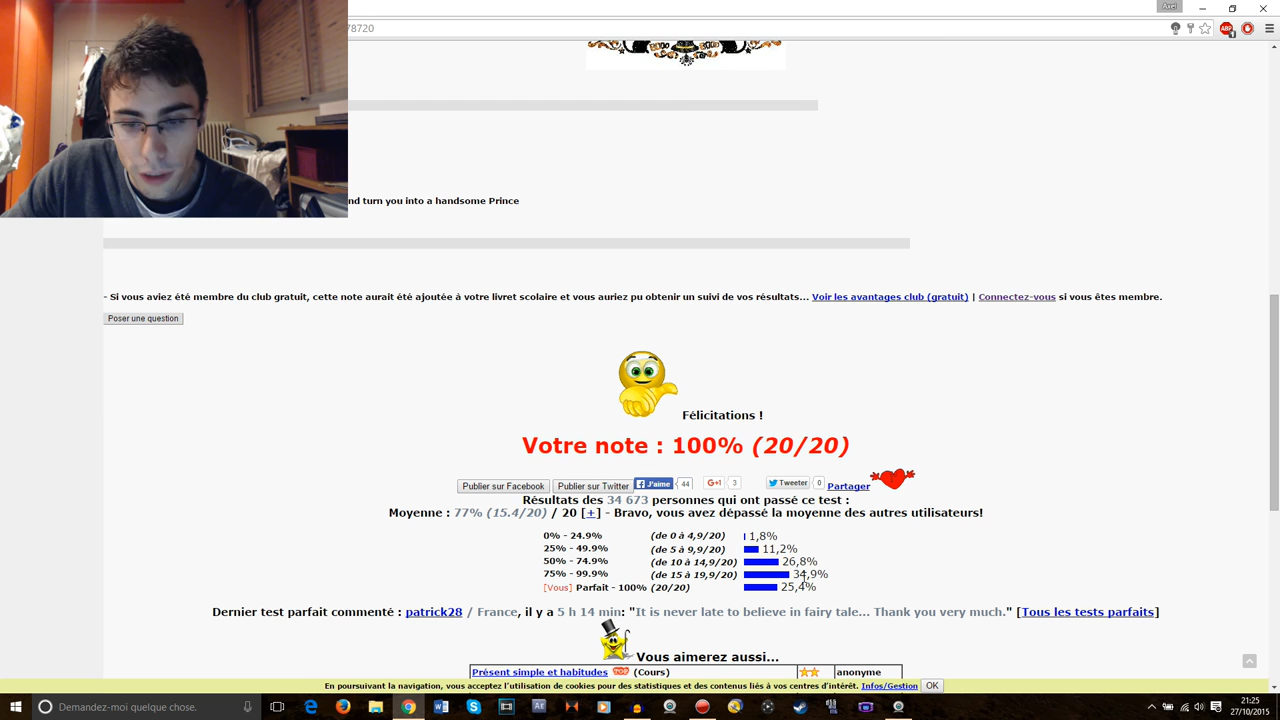 Axel
78720
ABP
1
BOOO BOOO
nd turn you into a handsome Prince
- Si vous aviez été membre du club gratuit, cette note aurait été ajoutée à votre livret scolaire et vous auriez pu obtenir un suivi de vos résultats... Voir les avantages club (gratuit) | Connectez-vous si vous êtes membre.
Poser une question
Félicitations !
Votre note : 100% (20/20)
Publier sur Facebook Publier sur Twitter J'aime 44 G+1 3 Tweeter 0 Partager
Résultats des 34 673 personnes qui ont passé ce test :
Moyenne : 77% (15.4/20) / 20 [+] - Bravo, vous avez dépassé la moyenne des autres utilisateurs!
0% - 24.9% (de 0 à 4,9/20) 1,8%
25% - 49.9% (de 5 à 9,9/20) 11,2%
50% - 74.9% (de 10 à 14,9/20) 26,8%
75% - 99.9% (de 15 à 19,9/20) 34,9%
[Vous] Parfait - 100% (20/20) 25,4%
Dernier test parfait commenté : patrick28 / France, il y a 5 h 14 min: "It is never late to believe in fairy tale... Thank you very much." [Tous les tests parfaits]
Vous aimerez aussi...
Présent simple et habitudes TOP (Cours) anonyme
En poursuivant la navigation, vous acceptez l'utilisation de cookies pour des statistiques et des contenus liés à vos centres d'intérêt. Infos/Gestion OK
Demandez-moi quelque chose.
21:25
27/10/2015